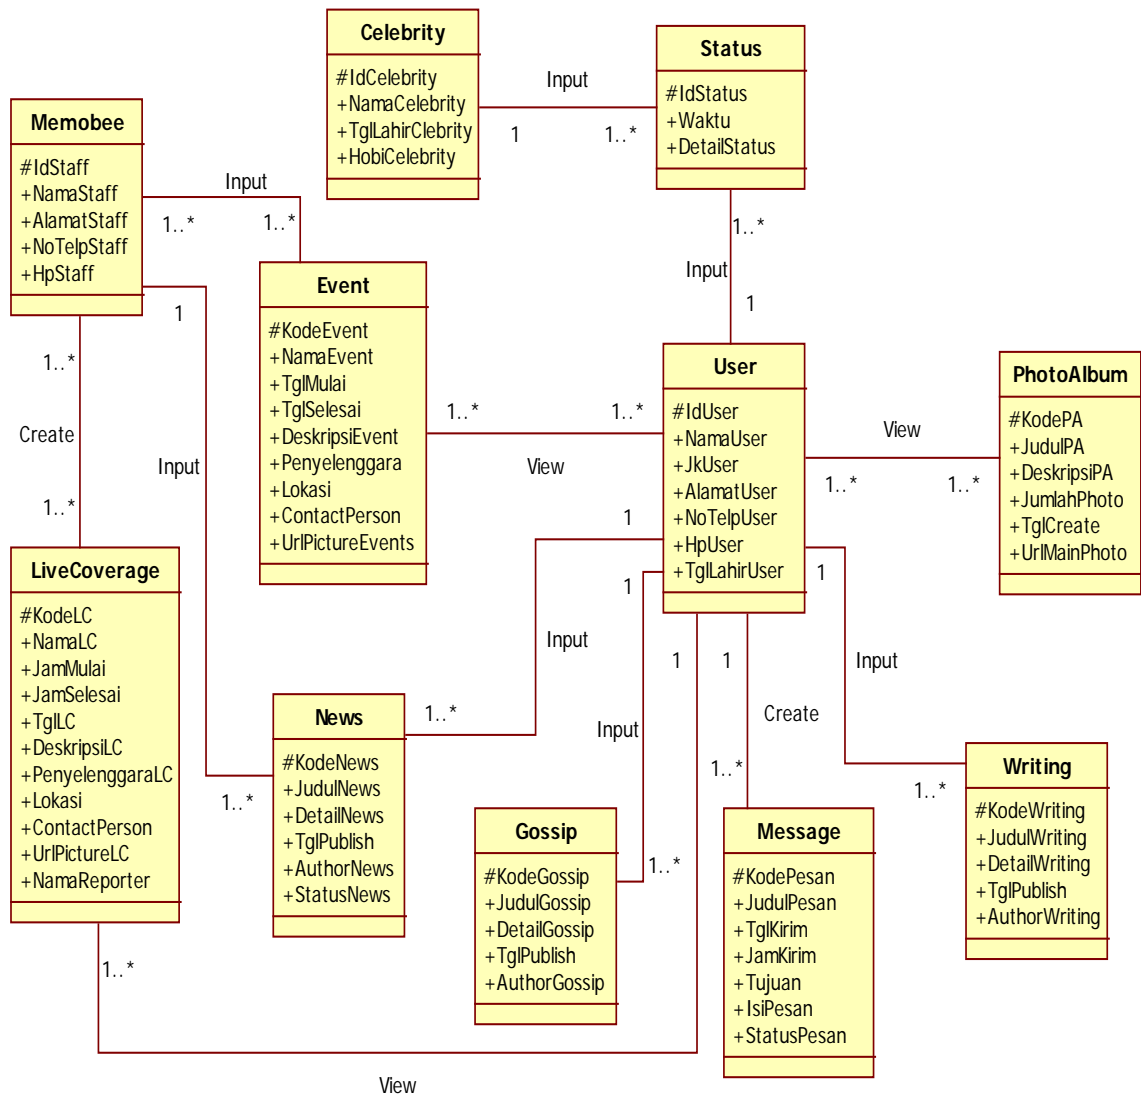 Celebrity
#IdCelebrity
+NamaCelebrity
+TglLahirClebrity
+HobiCelebrity
Input
1
1..*
Status
#IdStatus
+Waktu
+DetailStatus
Memobee
#IdStaff
+NamaStaff
+AlamatStaff
+NoTelpStaff
+HpStaff
Input
1..*
1..*
1
1..*
Input
1
Event
#KodeEvent
+NamaEvent
+TglMulai
+TglSelesai
+DeskripsiEvent
+Penyelenggara
+Lokasi
+ContactPerson
+UrlPictureEvents
1..*
1..*
View
User
#IdUser
+NamaUser
+JkUser
+AlamatUser
+NoTelpUser
+HpUser
+TglLahirUser
View
1..*
1..*
PhotoAlbum
#KodePA
+JudulPA
+DeskripsiPA
+JumlahPhoto
+TglCreate
+UrlMainPhoto
1..*
Create
1..*
Input
1
1
1
LiveCoverage
#KodeLC
+NamaLC
+JamMulai
+JamSelesai
+TglLC
+DeskripsiLC
+PenyelenggaraLC
+Lokasi
+ContactPerson
+UrlPictureLC
+NamaReporter
Input
1
1
Input
News
#KodeNews
+JudulNews
+DetailNews
+TglPublish
+AuthorNews
+StatusNews
1..*
1..*
Input
Create
1..*
1..*
1..*
Gossip
#KodeGossip
+JudulGossip
+DetailGossip
+TglPublish
+AuthorGossip
Message
#KodePesan
+JudulPesan
+TglKirim
+JamKirim
+Tujuan
+IsiPesan
+StatusPesan
Writing
#KodeWriting
+JudulWriting
+DetailWriting
+TglPublish
+AuthorWriting
1..*
View